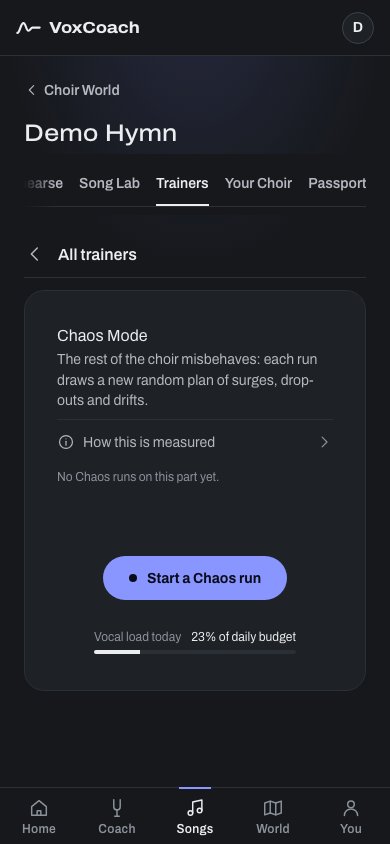 VoxCoach
D
Choir World
Demo Hymn
earse Song Lab Trainers Your Choir Passport
All trainers
Chaos Mode
The rest of the choir misbehaves: each run
draws a new random plan of surges, drop-
outs and drifts.
How this is measured
No Chaos runs on this part yet.
Start a Chaos run
Vocal load today 23% of daily budget
Home Coach Songs World You